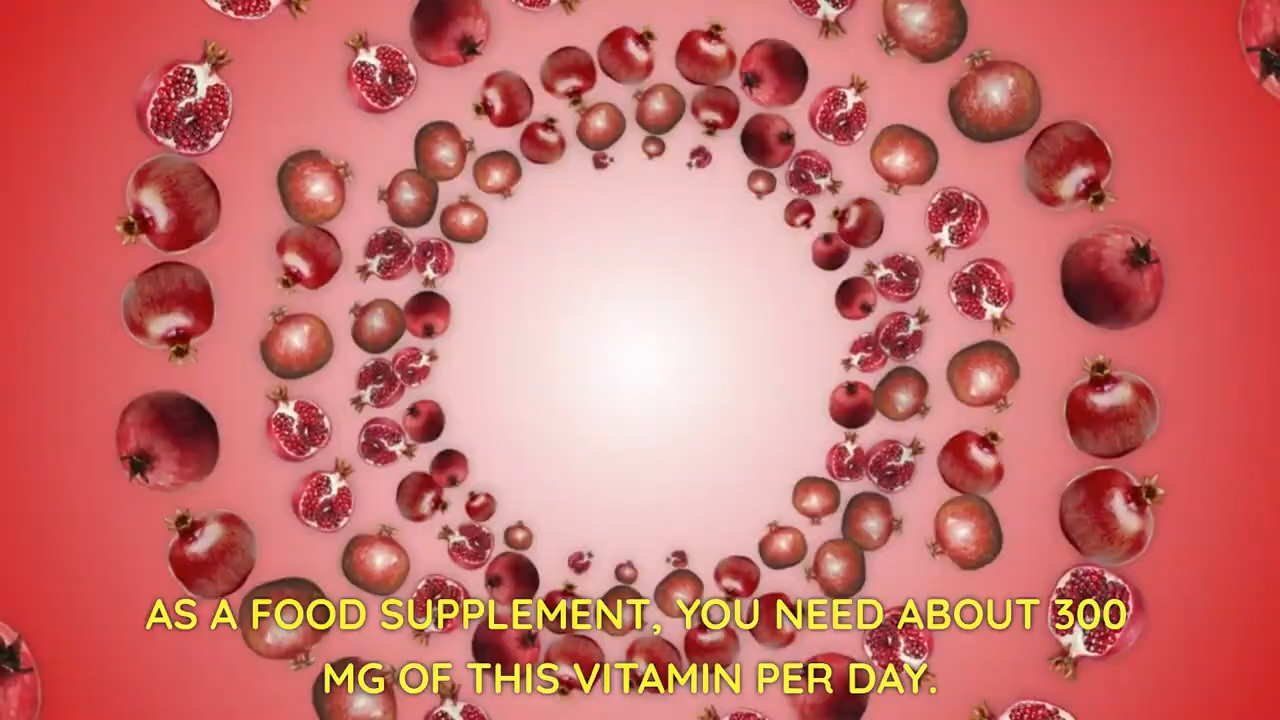 AS A FOOD SUPPLEMENT, YOU NEED ABOUT 300
MG OF THIS VITAMIN PER DAY.